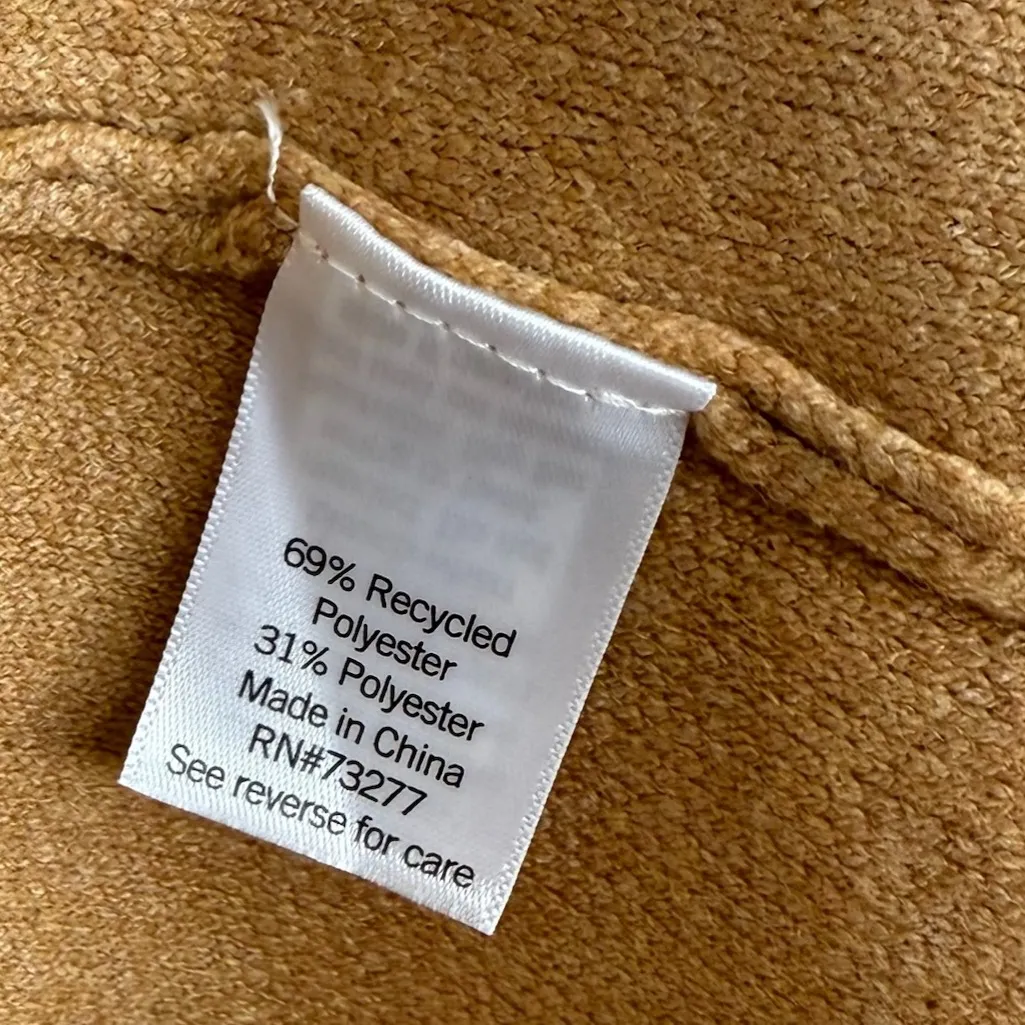 69% Recycled
Polyester
31% Polyester
Made in China
RN#73277
See reverse for care